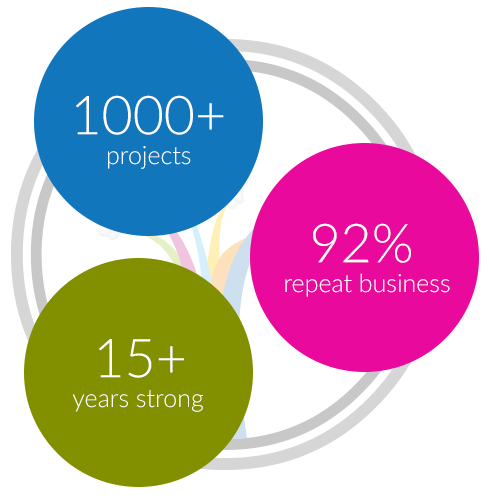 1000+
projects
92%
repeat business
15+
years strong